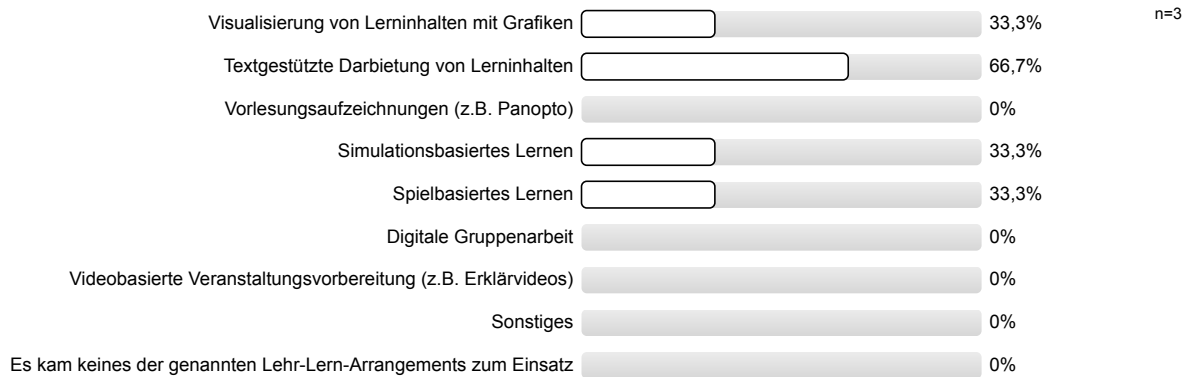 Visualisierung von Lerninhalten mit Grafiken 33,3% n=3
Textgestützte Darbietung von Lerninhalten 66,7%
Vorlesungsaufzeichnungen (z.B. Panopto) 0%
Simulationsbasiertes Lernen 33,3%
Spielbasiertes Lernen 33,3%
Digitale Gruppenarbeit 0%
Videobasierte Veranstaltungsvorbereitung (z.B. Erklärvideos) 0%
Sonstiges 0%
Es kam keines der genannten Lehr-Lern-Arrangements zum Einsatz 0%